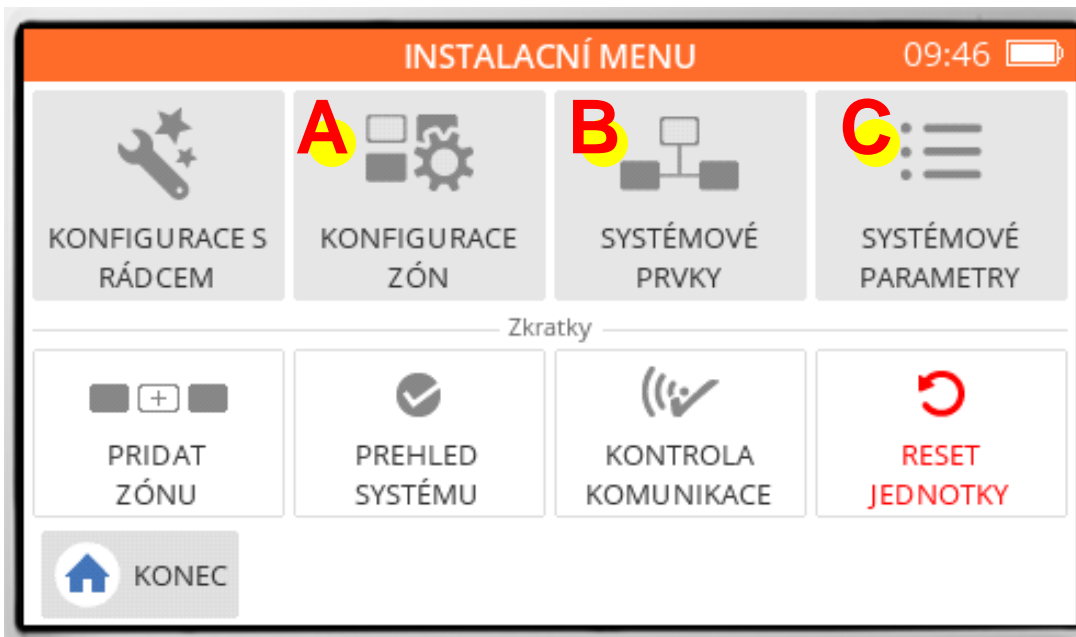 INSTALACNÍ MENU 09:46
A B C
KONFIGURACE S
RÁDCEM
KONFIGURACE
ZÓN
SYSTÉMOVÉ
PRVKY
SYSTÉMOVÉ
PARAMETRY
Zkratky
PRIDAT
ZÓNU
PREHLED
SYSTÉMU
KONTROLA
KOMUNIKACE
RESET
JEDNOTKY
KONEC